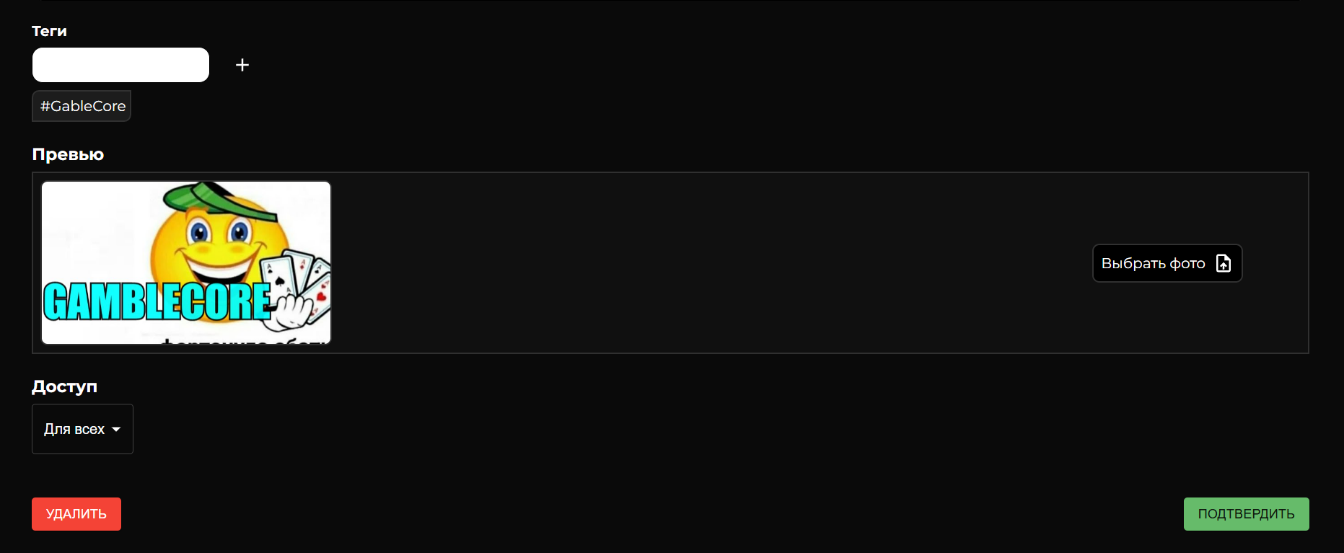 Теги
+
#GableCore
Превью
GAMBLECORE
Выбрать фото
Доступ
Для всех
УДАЛИТЬ
ПОДТВЕРДИТЬ